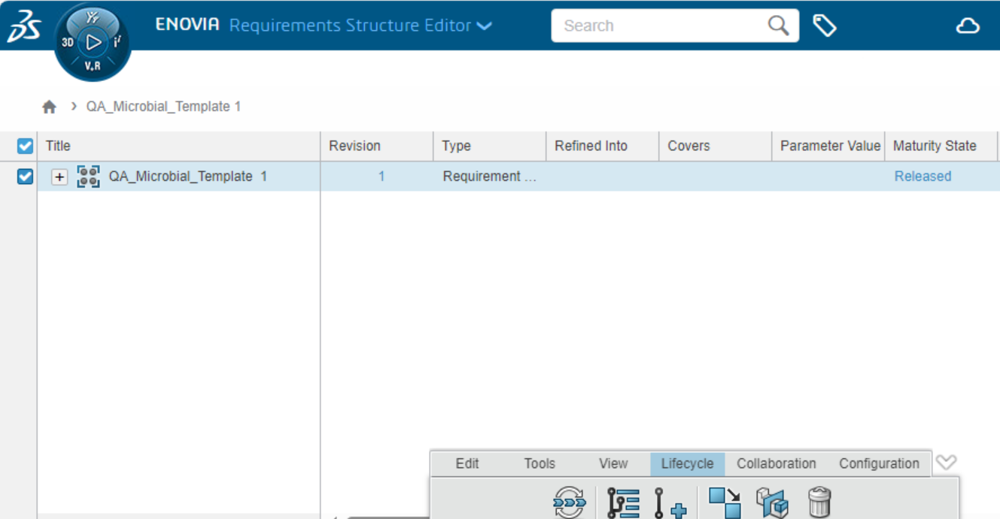 ENOVIA Requirements Structure Editor
Search
3D
V.R
QA_Microbial_Template 1
Title Revision Type Refined Into Covers Parameter Value Maturity State
QA_Microbial_Template 1 1 Requirement ... Released
Edit Tools View Lifecycle Collaboration Configuration